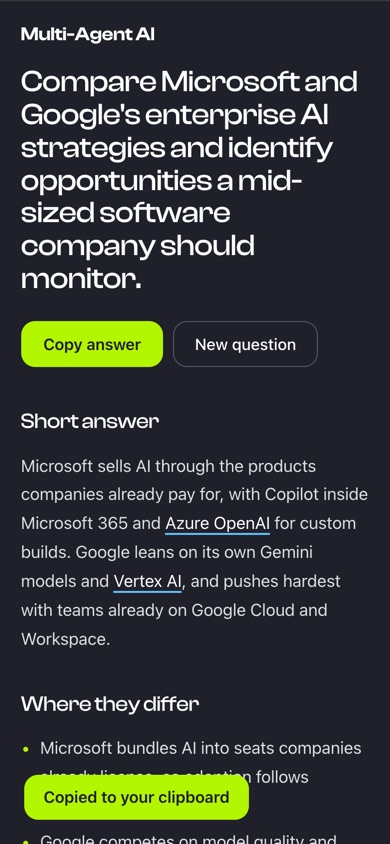 Multi-Agent AI
Compare Microsoft and
Google's enterprise AI
strategies and identify
opportunities a mid-
sized software
company should
monitor.
Copy answer
New question
Short answer
Microsoft sells AI through the products
companies already pay for, with Copilot inside
Microsoft 365 and Azure OpenAI for custom
builds. Google leans on its own Gemini
models and Vertex AI, and pushes hardest
with teams already on Google Cloud and
Workspace.
Where they differ
• Microsoft bundles AI into seats companies
follows
Copied to your clipboard
• Google competes on model quality and